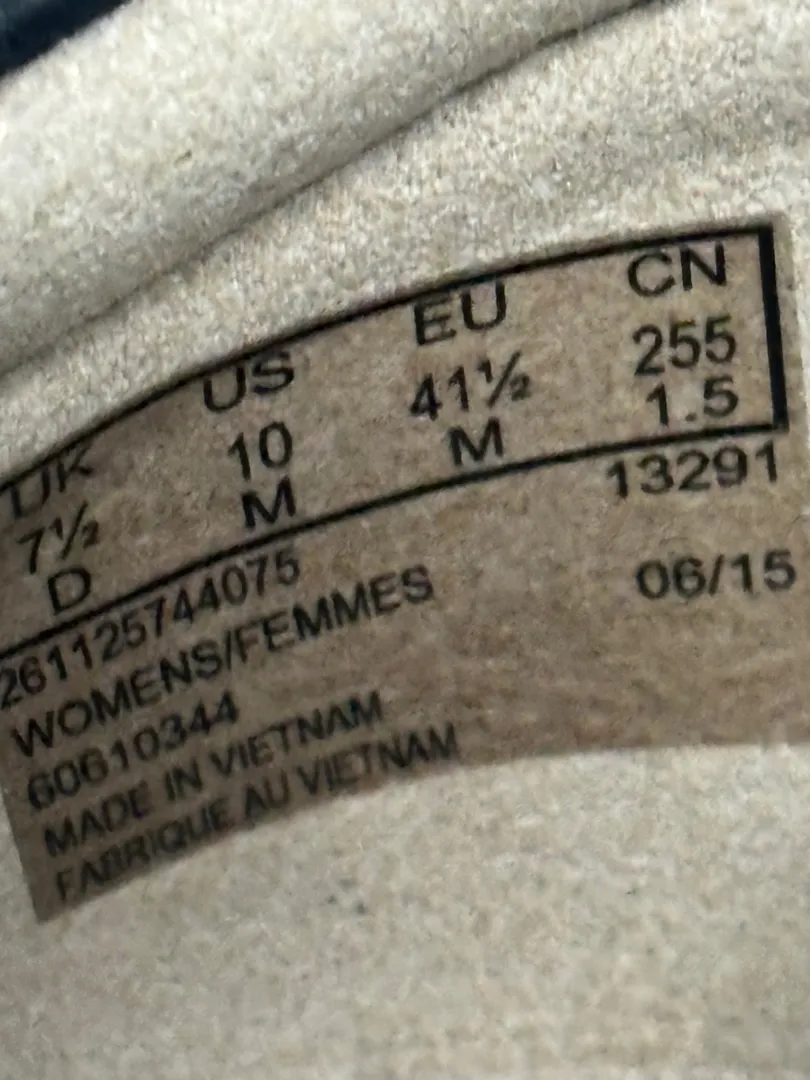 UK US EU CN
7½ 10 41½ 255
D M M 1.5
261125744075 13291
WOMENS/FEMMES 06/15
60610344
MADE IN VIETNAM
FABRIQUE AU VIETNAM